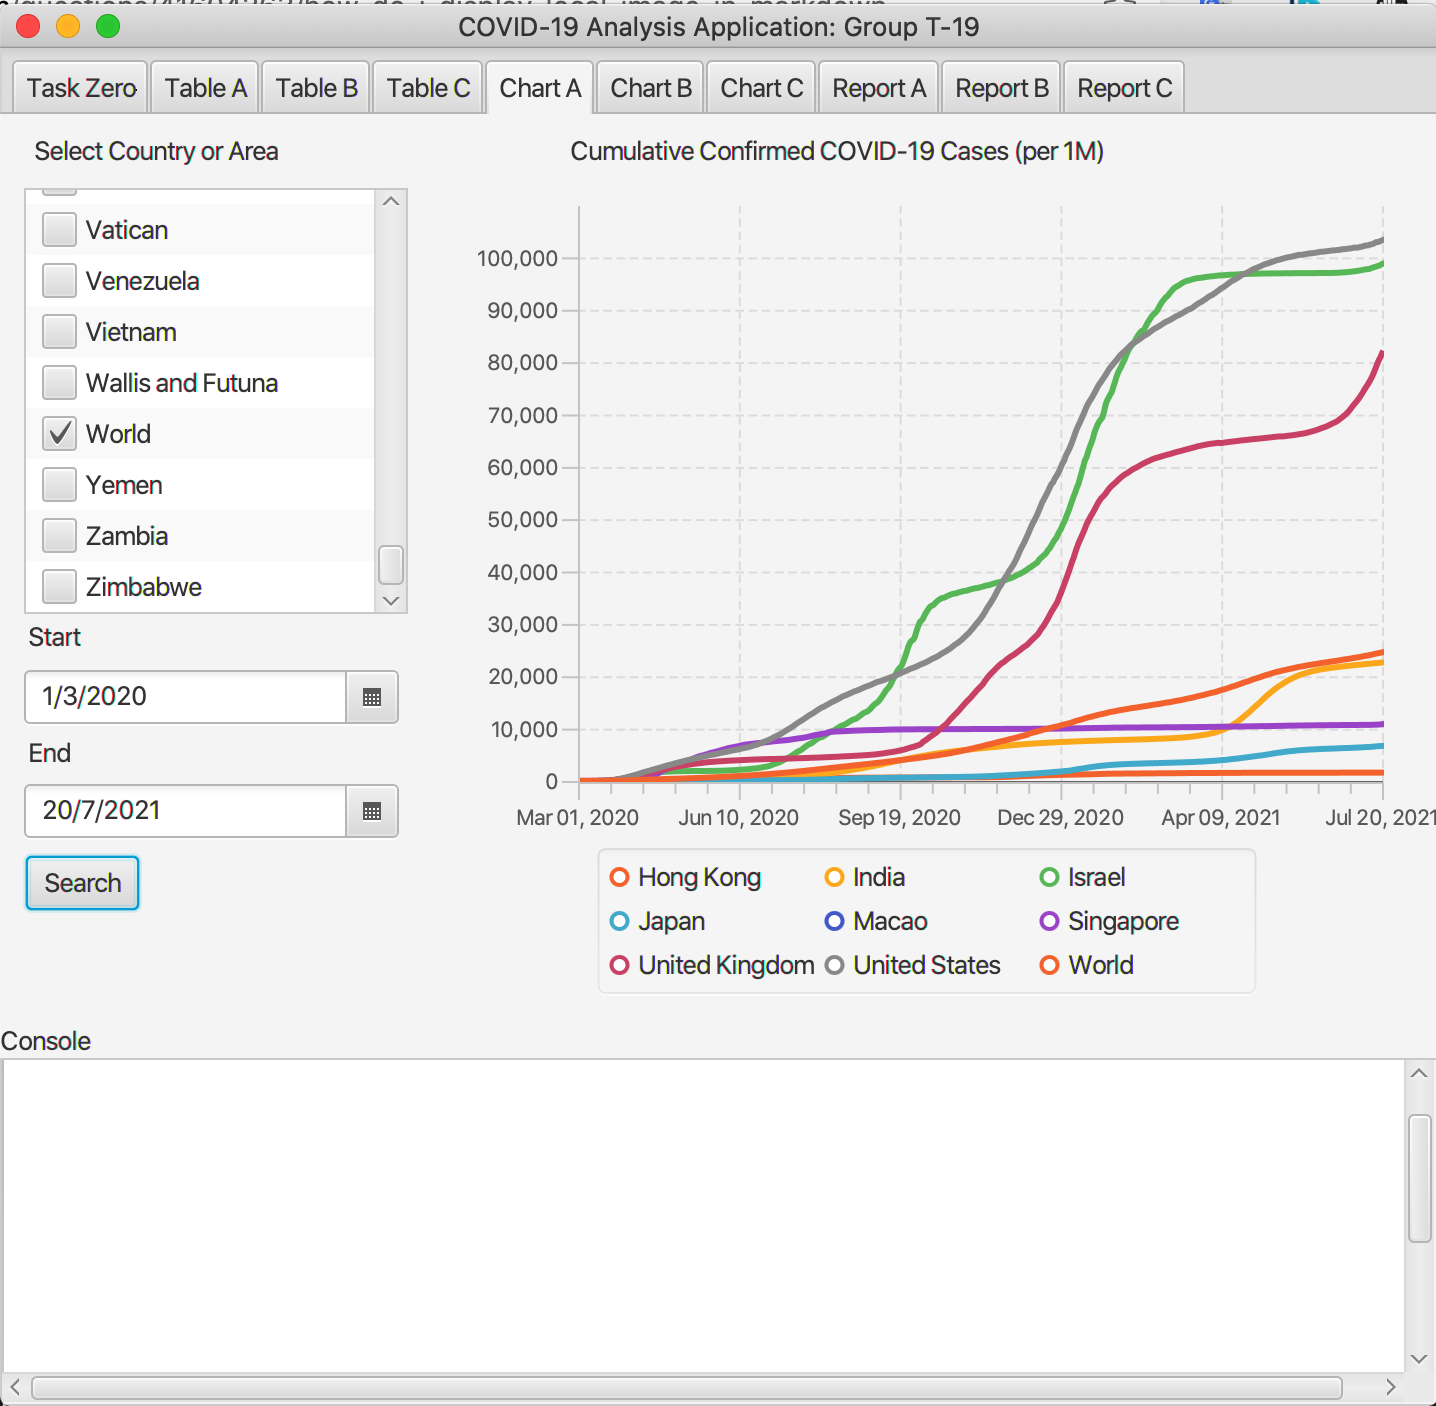 COVID-19 Analysis Application: Group T-19
Task Zero Table A Table B Table C Chart A Chart B Chart C Report A Report B Report C
Select Country or Area
Vatican
Venezuela
Vietnam
Wallis and Futuna
World
Yemen
Zambia
Zimbabwe
Start
1/3/2020
End
20/7/2021
Search
Cumulative Confirmed COVID-19 Cases (per 1M)
100,000
90,000
80,000
70,000
60,000
50,000
40,000
30,000
20,000
10,000
0
Mar 01, 2020 Jun 10, 2020 Sep 19, 2020 Dec 29, 2020 Apr 09, 2021 Jul 20, 2021
Hong Kong India Israel
Japan Macao Singapore
United Kingdom United States World
Console